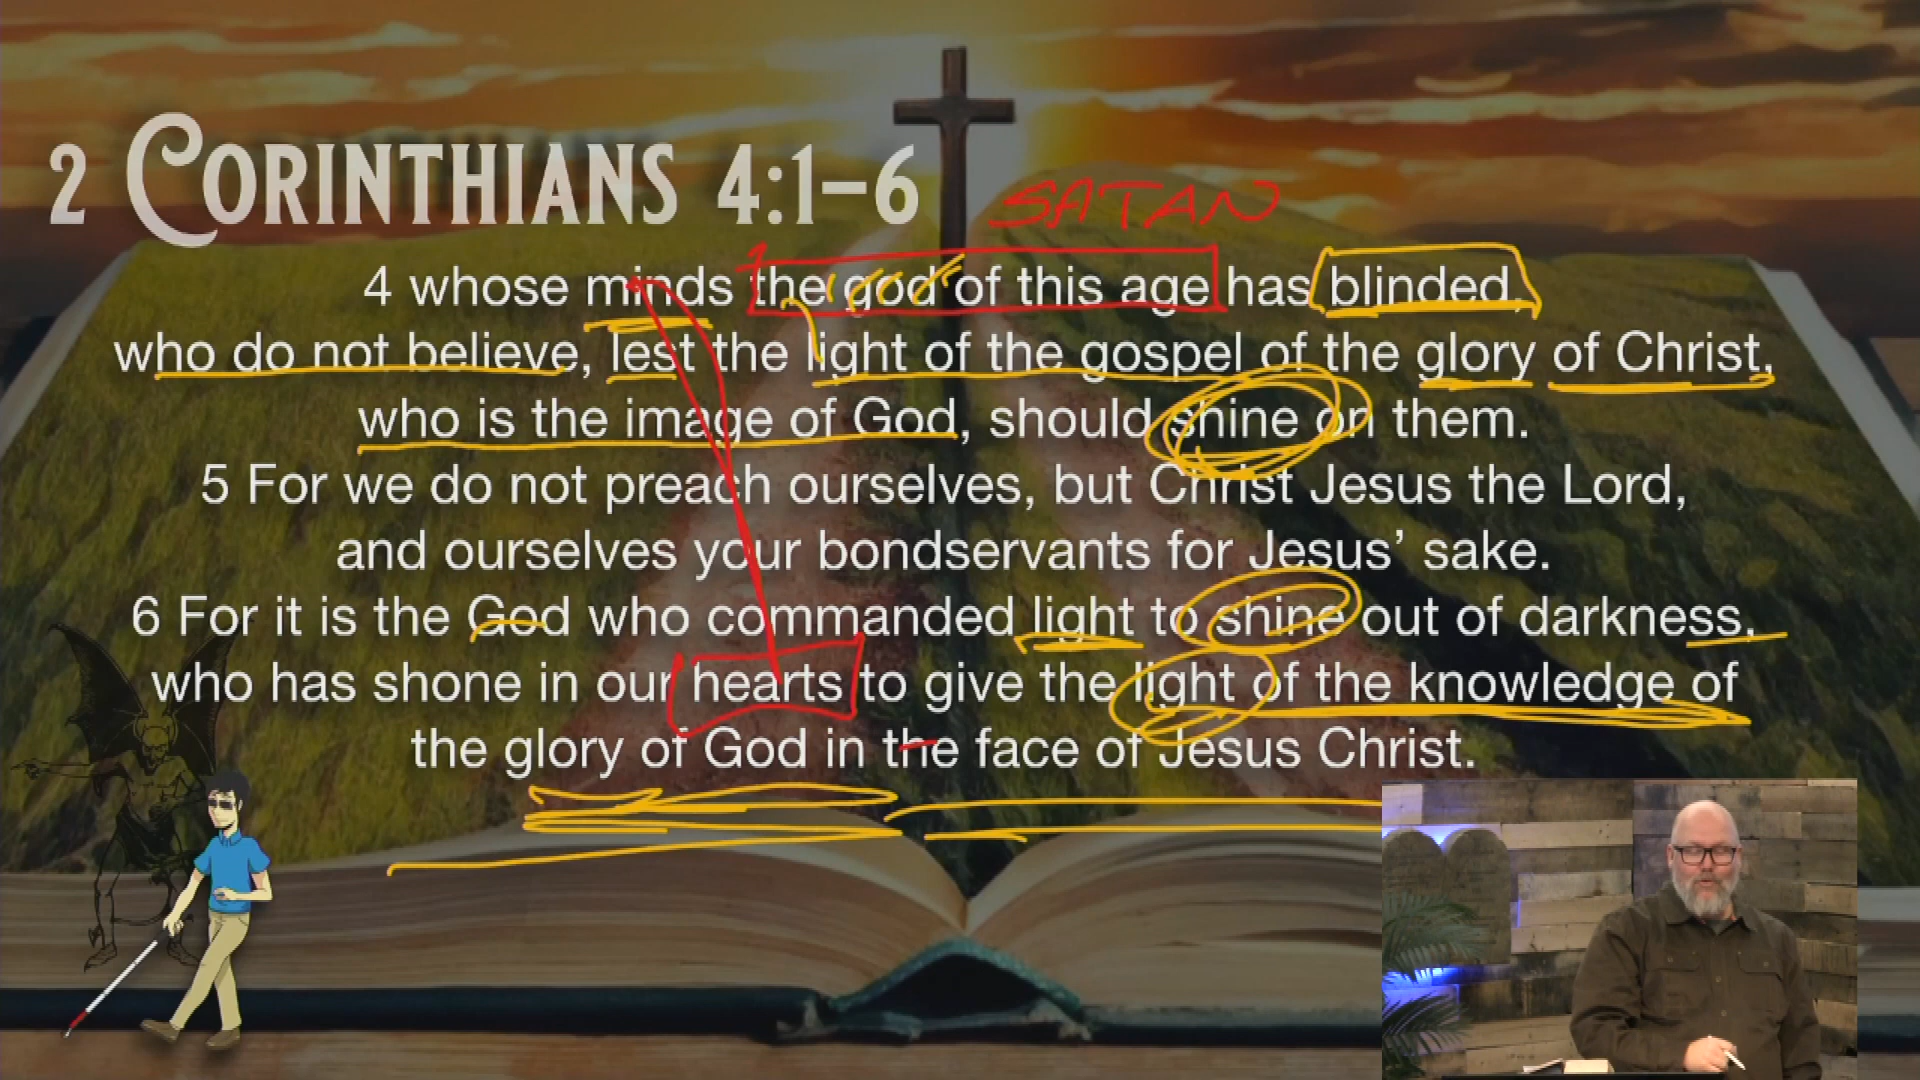 2 CORINTHIANS 4:1–6
SATAN
4 whose minds the god of this age has blinded,
who do not believe, lest the light of the gospel of the glory of Christ,
who is the image of God, should shine on them.
5 For we do not preach ourselves, but Christ Jesus the Lord,
and ourselves your bondservants for Jesus’ sake.
6 For it is the God who commanded light to shine out of darkness,
who has shone in our hearts to give the light of the knowledge of
the glory of God in the face of Jesus Christ.